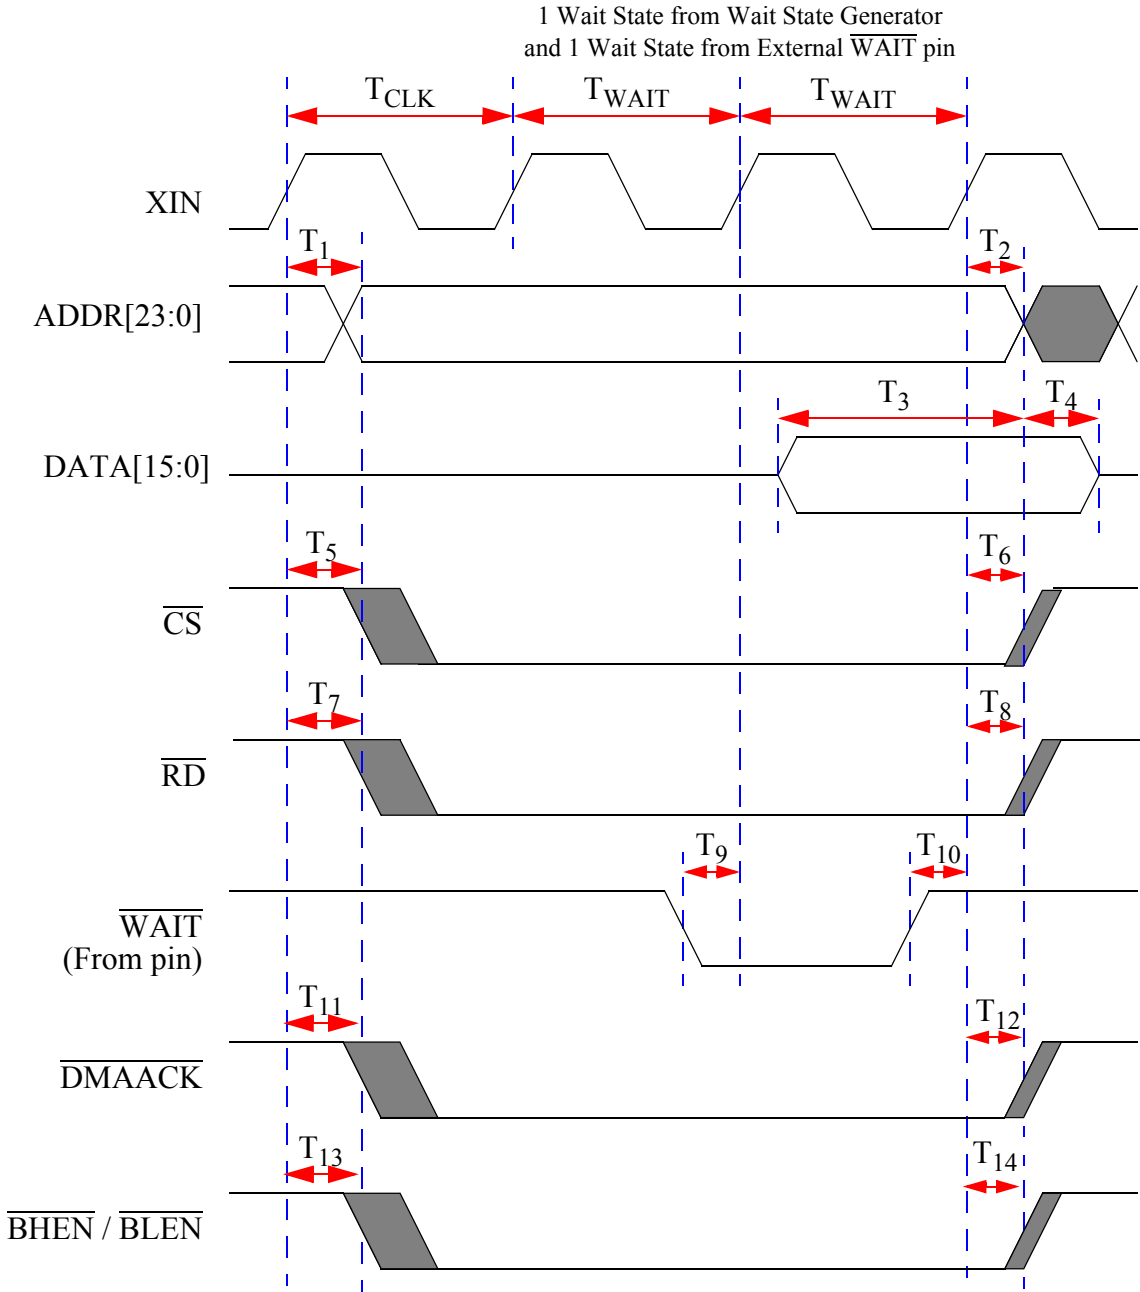 1 Wait State from Wait State Generator
and 1 Wait State from External WAIT pin
TCLK TWAIT TWAIT
XIN
T1 T2
ADDR[23:0]
T3 T4
DATA[15:0]
T5 T6
CS
T7 T8
RD
T9 T10
WAIT
(From pin)
T11 T12
DMAACK
T13 T14
BHEN / BLEN